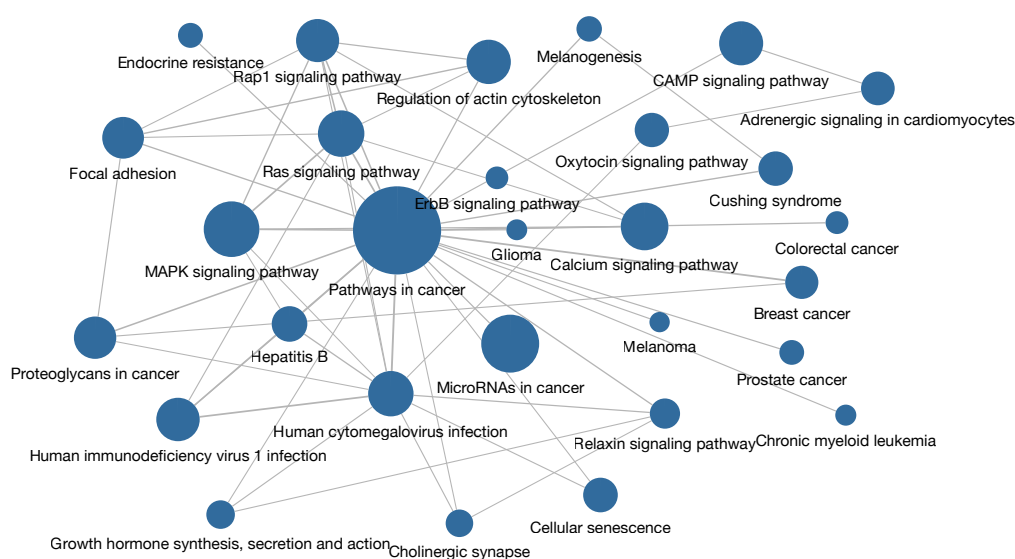 Melanogenesis
Endocrine resistance
Rap1 signaling pathway
CAMP signaling pathway
Regulation of actin cytoskeleton
Adrenergic signaling in cardiomyocytes
Oxytocin signaling pathway
Focal adhesion
Ras signaling pathway
Cushing syndrome
ErbB signaling pathway
Colorectal cancer
Glioma
Calcium signaling pathway
MAPK signaling pathway
Pathways in cancer
Breast cancer
Melanoma
Hepatitis B
Proteoglycans in cancer
Prostate cancer
MicroRNAs in cancer
Human cytomegalovirus infection
Chronic myeloid leukemia
Relaxin signaling pathway
Human immunodeficiency virus 1 infection
Cellular senescence
Growth hormone synthesis, secretion and action
Cholinergic synapse